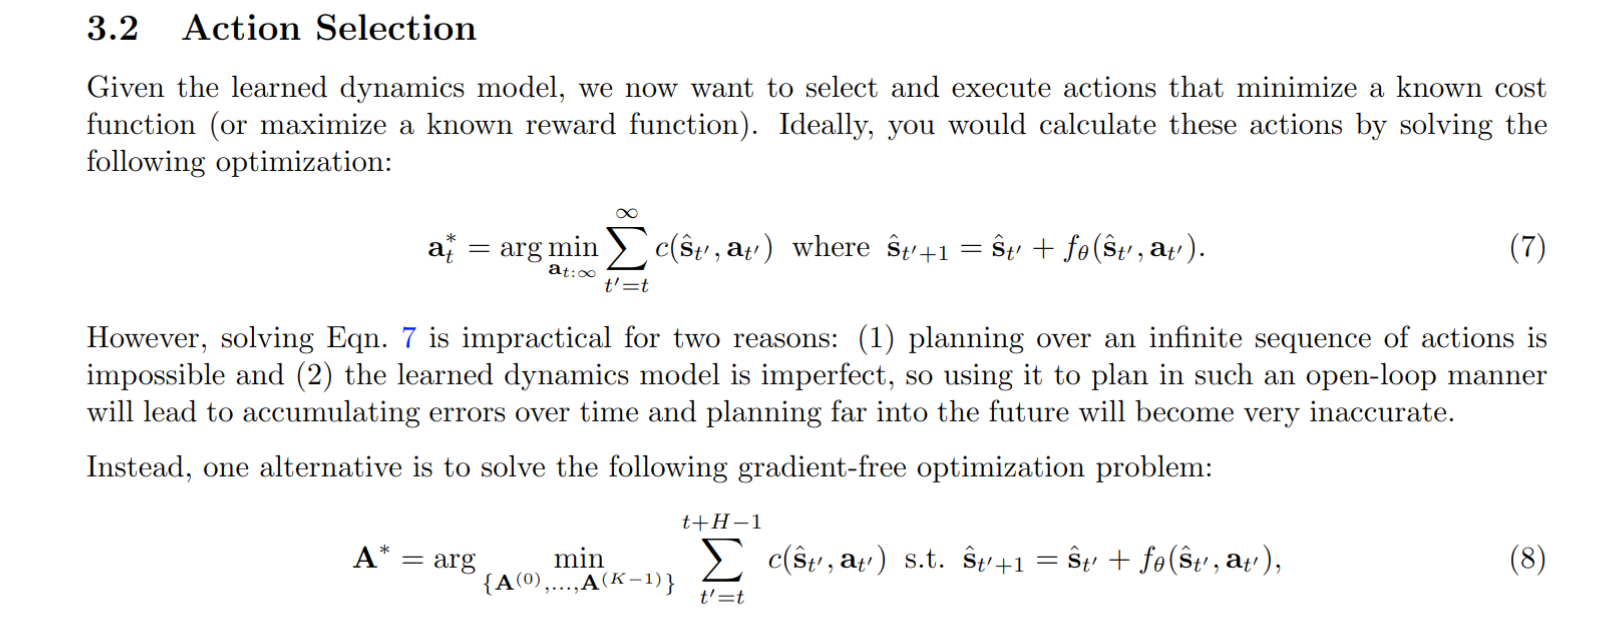 3.2 Action Selection
Given the learned dynamics model, we now want to select and execute actions that minimize a known cost
function (or maximize a known reward function). Ideally, you would calculate these actions by solving the
following optimization:
$$\mathbf{a}_t^* = \arg\min_{\mathbf{a}_{t:\infty}} \sum_{t'=t}^{\infty} c(\hat{\mathbf{s}}_{t'}, \mathbf{a}_{t'}) \text{ where } \hat{\mathbf{s}}_{t'+1} = \hat{\mathbf{s}}_{t'} + f_\theta(\hat{\mathbf{s}}_{t'}, \mathbf{a}_{t'}). \quad (7)$$
However, solving Eqn. 7 is impractical for two reasons: (1) planning over an infinite sequence of actions is
impossible and (2) the learned dynamics model is imperfect, so using it to plan in such an open-loop manner
will lead to accumulating errors over time and planning far into the future will become very inaccurate.
Instead, one alternative is to solve the following gradient-free optimization problem:
$$\mathbf{A}^* = \arg\min_{\{\mathbf{A}^{(0)},\ldots,\mathbf{A}^{(K-1)}\}} \sum_{t'=t}^{t+H-1} c(\hat{\mathbf{s}}_{t'}, \mathbf{a}_{t'}) \text{ s.t. } \hat{\mathbf{s}}_{t'+1} = \hat{\mathbf{s}}_{t'} + f_\theta(\hat{\mathbf{s}}_{t'}, \mathbf{a}_{t'}), \quad (8)$$